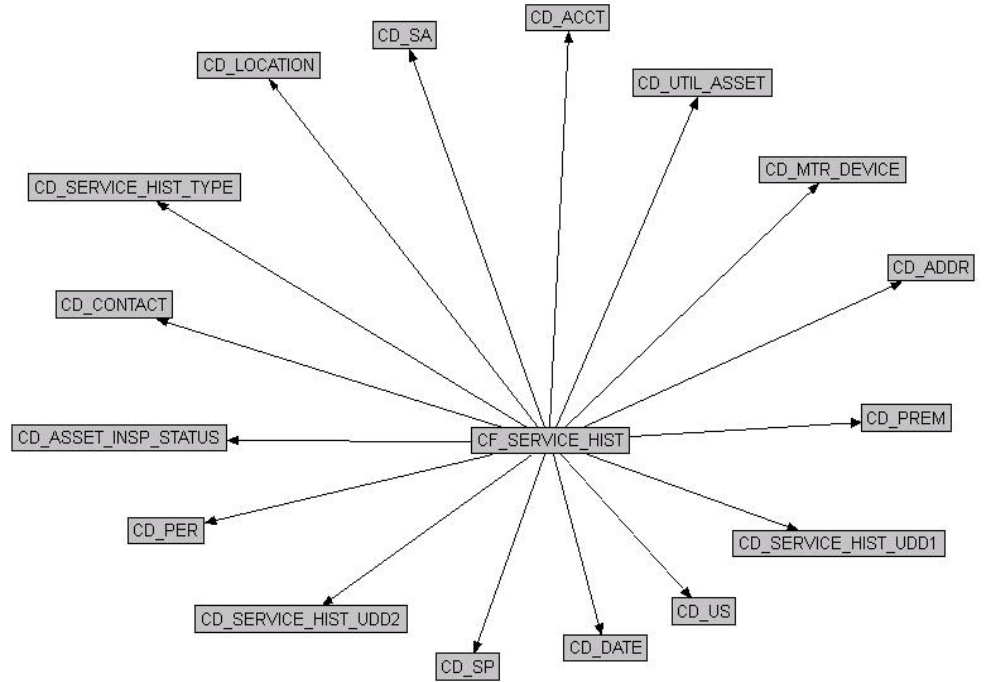 CD_ACCT
CD_SA
CD_LOCATION
CD_UTIL_ASSET
CD_MTR_DEVICE
CD_SERVICE_HIST_TYPE
CD_ADDR
CD_CONTACT
CD_PREM
CD_ASSET_INSP_STATUS
CF_SERVICE_HIST
CD_PER
CD_SERVICE_HIST_UDD1
CD_US
CD_SERVICE_HIST_UDD2
CD_DATE
CD_SP